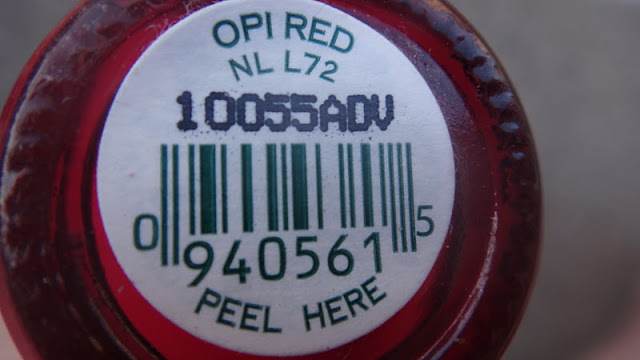 OPI RED
NL L72
10055ADV
0 940561 5
PEEL HERE